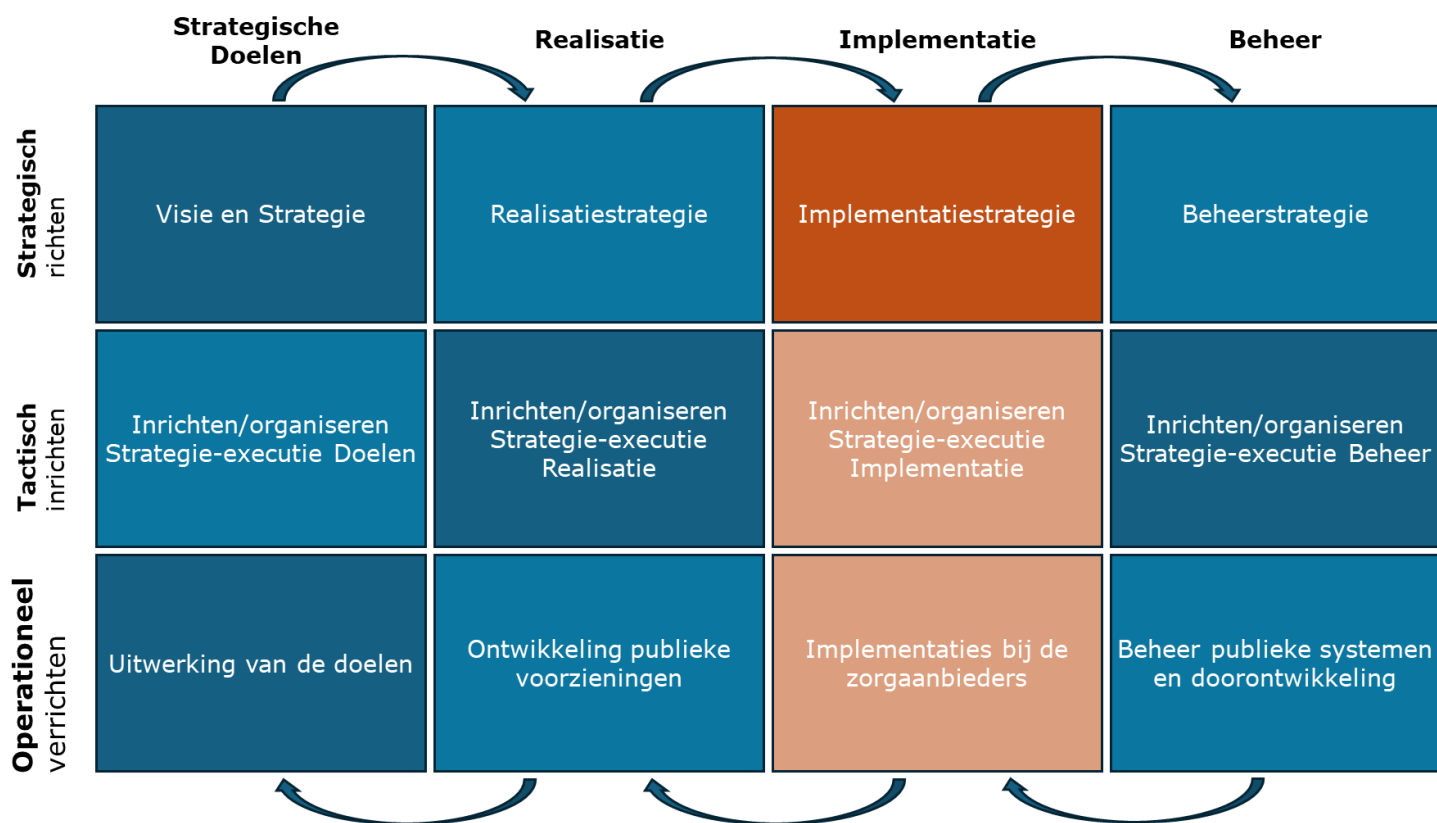 Strategische
Doelen
Realisatie
Implementatie
Beheer
Strategisch
richten
Visie en Strategie
Realisatiestrategie
Implementatiestrategie
Beheerstrategie
Tactisch
inrichten
Inrichten/organiseren
Strategie-executie Doelen
Inrichten/organiseren
Strategie-executie
Realisatie
Inrichten/organiseren
Strategie-executie
Implementatie
Inrichten/organiseren
Strategie-executie Beheer
Operationeel
verrichten
Uitwerking van de doelen
Ontwikkeling publieke
voorzieningen
Implementaties bij de
zorgaanbieders
Beheer publieke systemen
en doorontwikkeling